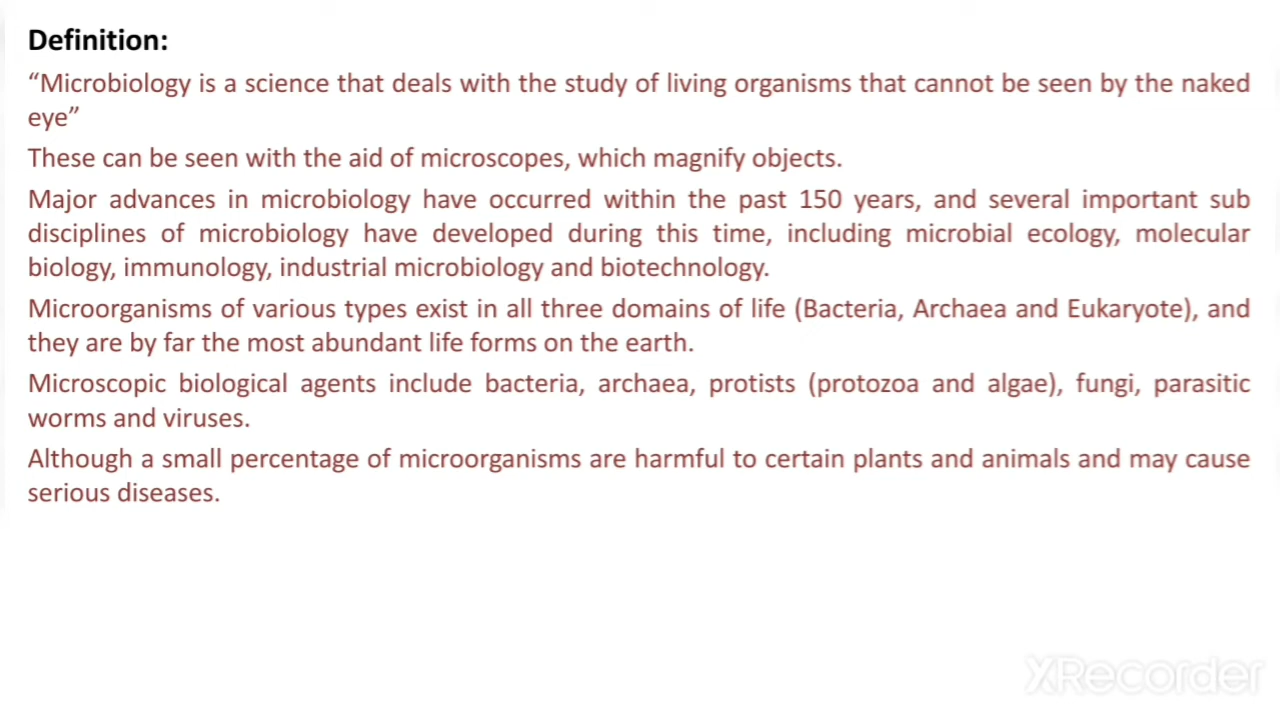 Definition:
“Microbiology is a science that deals with the study of living organisms that cannot be seen by the naked
eye”
These can be seen with the aid of microscopes, which magnify objects.
Major advances in microbiology have occurred within the past 150 years, and several important sub
disciplines of microbiology have developed during this time, including microbial ecology, molecular
biology, immunology, industrial microbiology and biotechnology.
Microorganisms of various types exist in all three domains of life (Bacteria, Archaea and Eukaryote), and
they are by far the most abundant life forms on the earth.
Microscopic biological agents include bacteria, archaea, protists (protozoa and algae), fungi, parasitic
worms and viruses.
Although a small percentage of microorganisms are harmful to certain plants and animals and may cause
serious diseases.
XRecorder